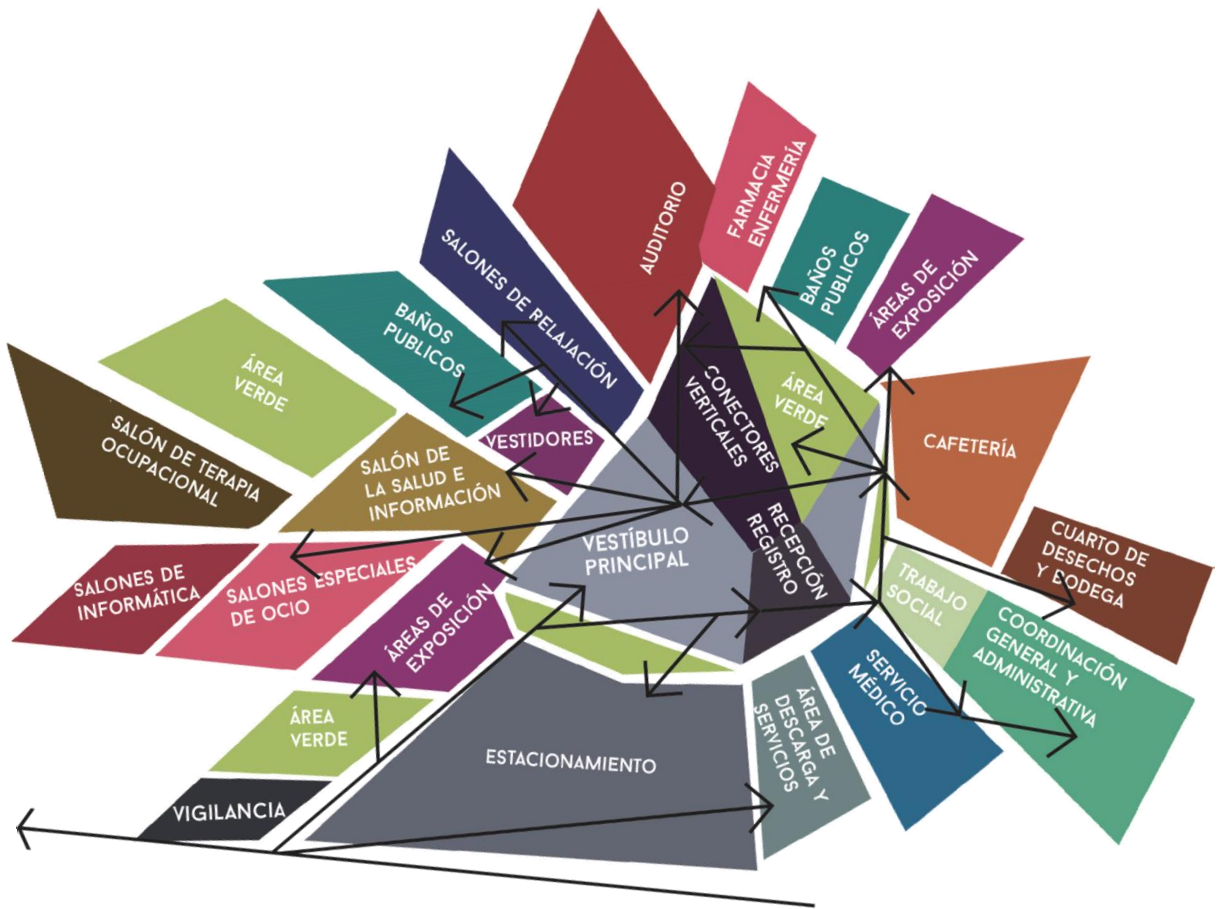 AUDITORIO
FARMACIA
ENFERMERÍA
BAÑOS
PUBLICOS
ÁREAS DE
EXPOSICIÓN
SALONES DE RELAJACIÓN
BAÑOS
PUBLICOS
ÁREA
VERDE
VESTIDORES
CONECTORES
VERTICALES
ÁREA
VERDE
CAFETERÍA
SALÓN DE TERAPIA
OCUPACIONAL
SALÓN DE
LA SALUD E
INFORMACIÓN
VESTÍBULO
PRINCIPAL
RECEPCIÓN
REGISTRO
CUARTO DE
DESECHOS
Y BODEGA
TRABAJO
SOCIAL
COORDINACIÓN
GENERAL Y
ADMINISTRATIVA
SALONES DE
INFORMÁTICA
SALONES ESPECIALES
DE OCIO
ÁREAS DE
EXPOSICIÓN
SERVICIO
MÉDICO
ÁREA DE
DESCARGA Y
SERVICIOS
ÁREA
VERDE
ESTACIONAMIENTO
VIGILANCIA